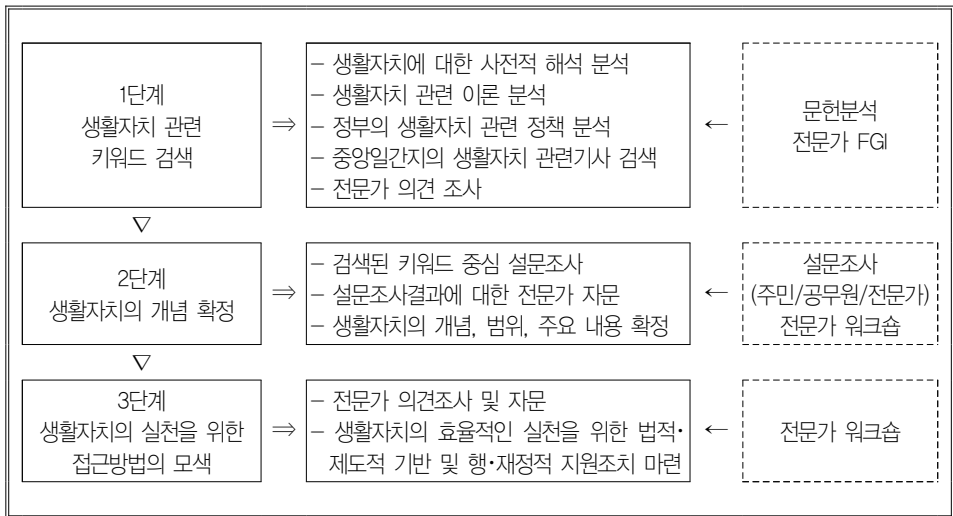 1단계
생활자치 관련
키워드 검색
⇒
– 생활자치에 대한 사전적 해석 분석
– 생활자치 관련 이론 분석
– 정부의 생활자치 관련 정책 분석
– 중앙일간지의 생활자치 관련기사 검색
– 전문가 의견 조사
←
문헌분석
전문가 FGI
▽
2단계
생활자치의 개념 확정
⇒
– 검색된 키워드 중심 설문조사
– 설문조사결과에 대한 전문가 자문
– 생활자치의 개념, 범위, 주요 내용 확정
←
설문조사
(주민/공무원/전문가)
전문가 워크숍
▽
3단계
생활자치의 실천을 위한
접근방법의 모색
⇒
– 전문가 의견조사 및 자문
– 생활자치의 효율적인 실천을 위한 법적·
제도적 기반 및 행·재정적 지원조치 마련
←
전문가 워크숍